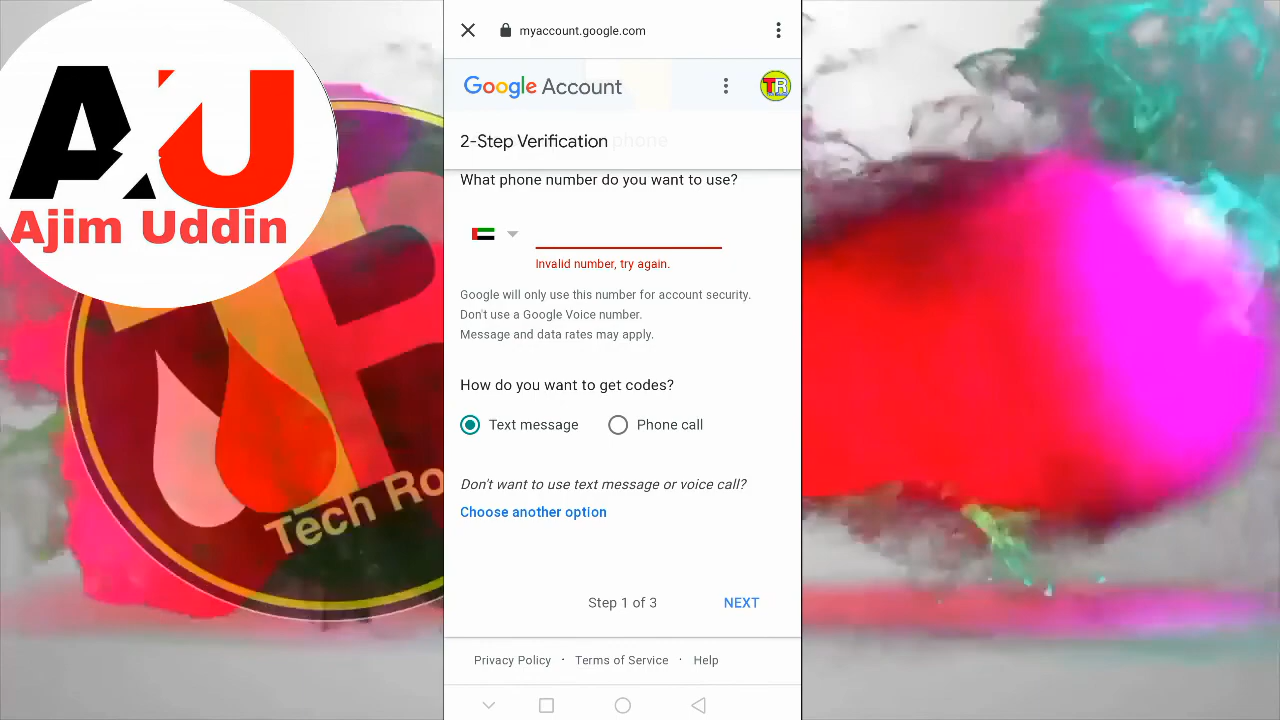 AU
Ajim Uddin
Tech Ro
myaccount.google.com
Google Account
TR
2-Step Verification
phone
What phone number do you want to use?
Invalid number, try again.
Google will only use this number for account security.
Don't use a Google Voice number.
Message and data rates may apply.
How do you want to get codes?
Text message
Phone call
Don't want to use text message or voice call?
Choose another option
Step 1 of 3
NEXT
Privacy Policy · Terms of Service · Help